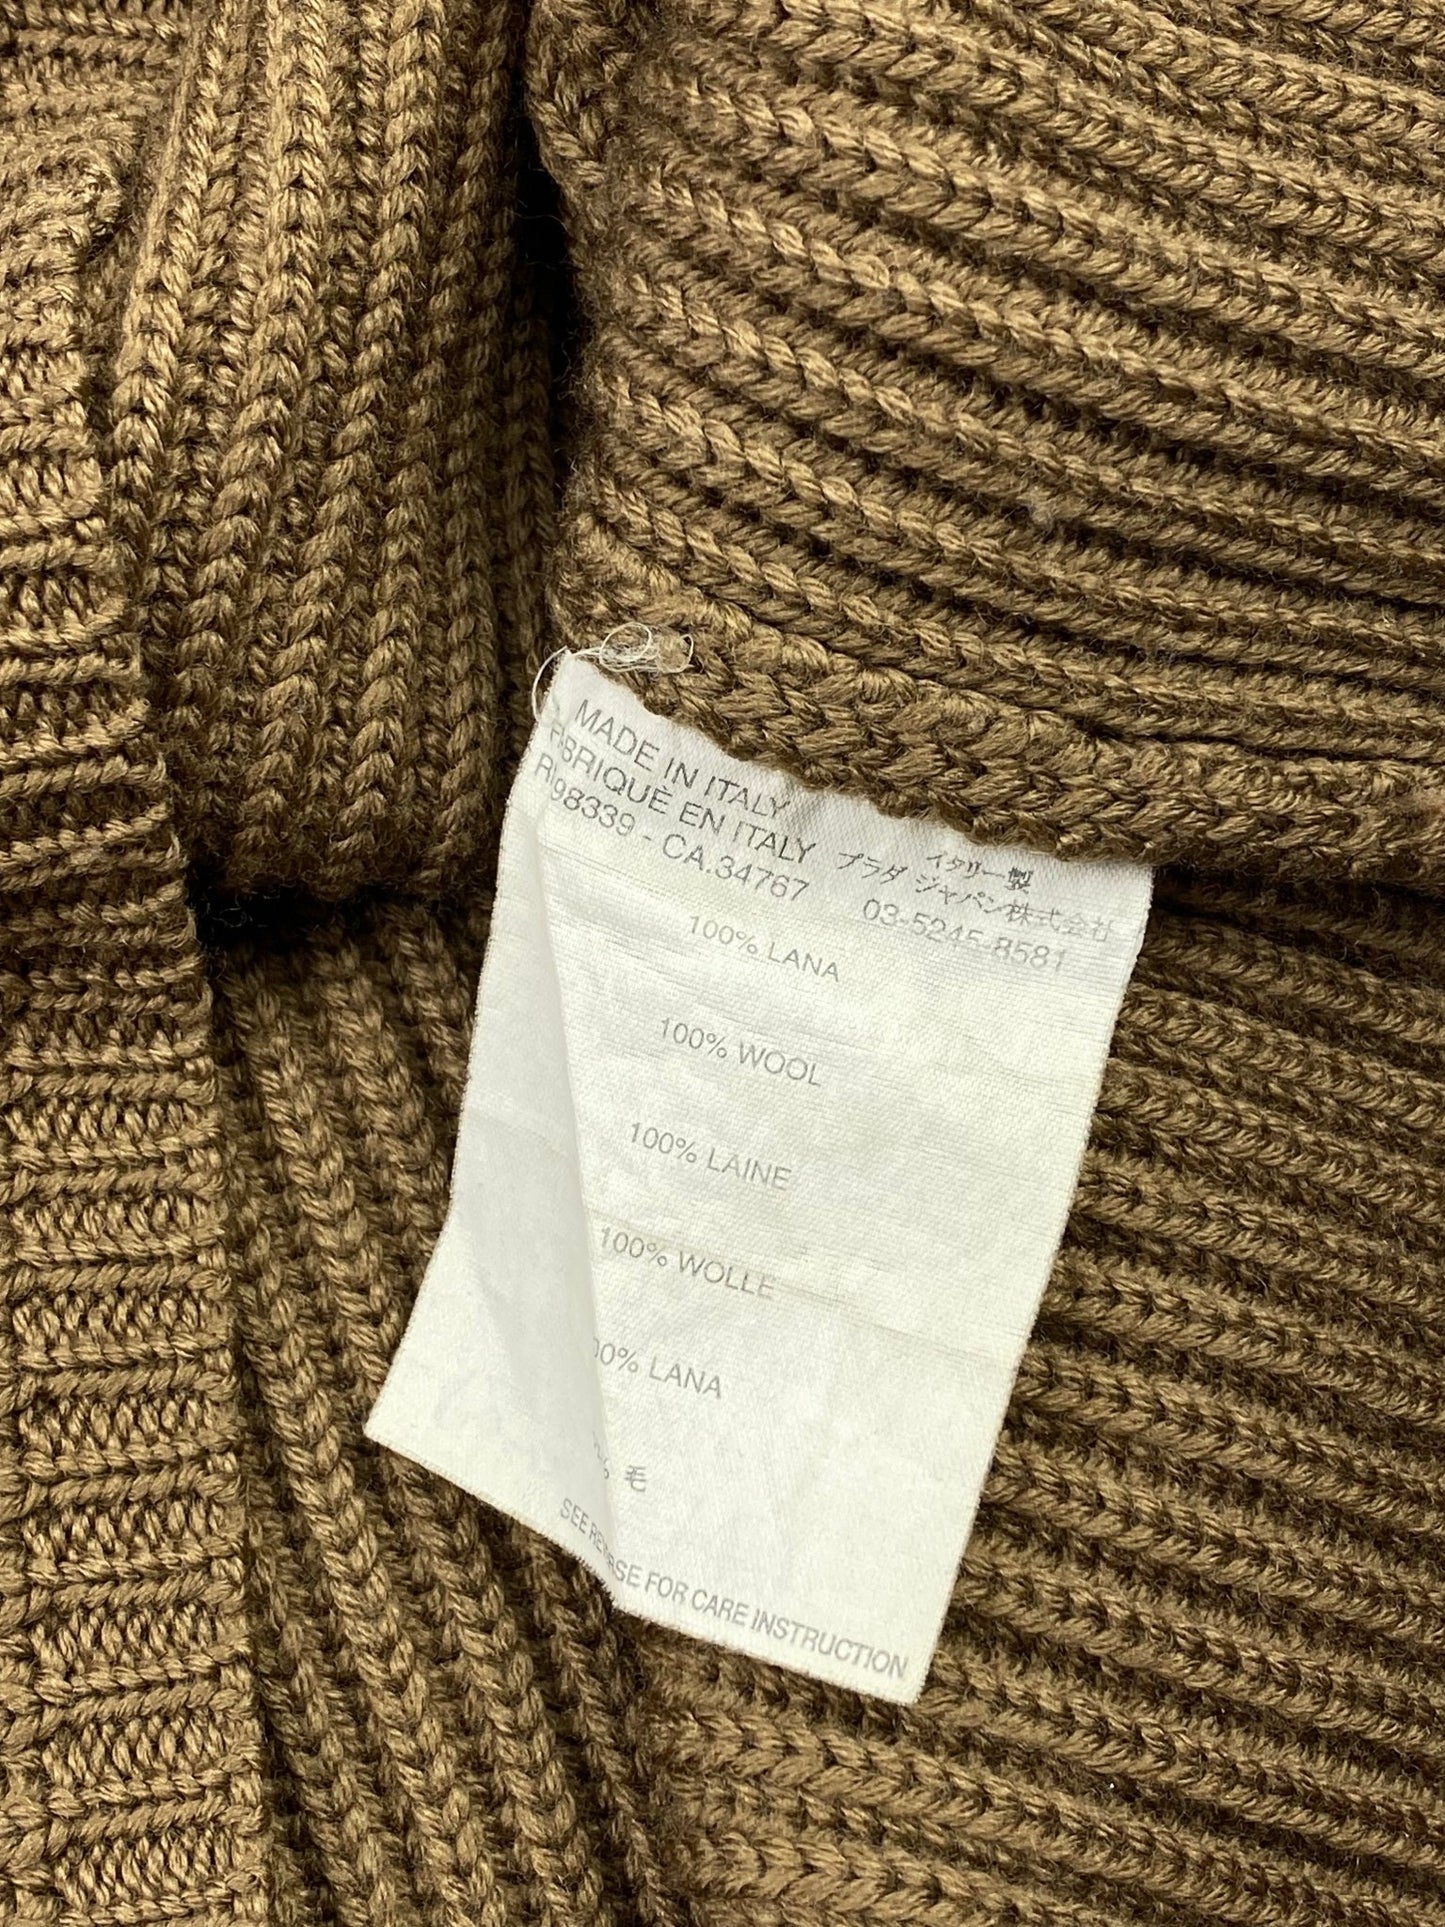 MADE IN ITALY
FABRIQUÈ EN ITALY
98339 - CA.34767
イタリー製
プラダ ジャパン株式会社
03-5245-8581
100% LANA
100% WOOL
100% LAINE
100% WOLLE
00% LANA
% 毛
SEE REVERSE FOR CARE INSTRUCTION